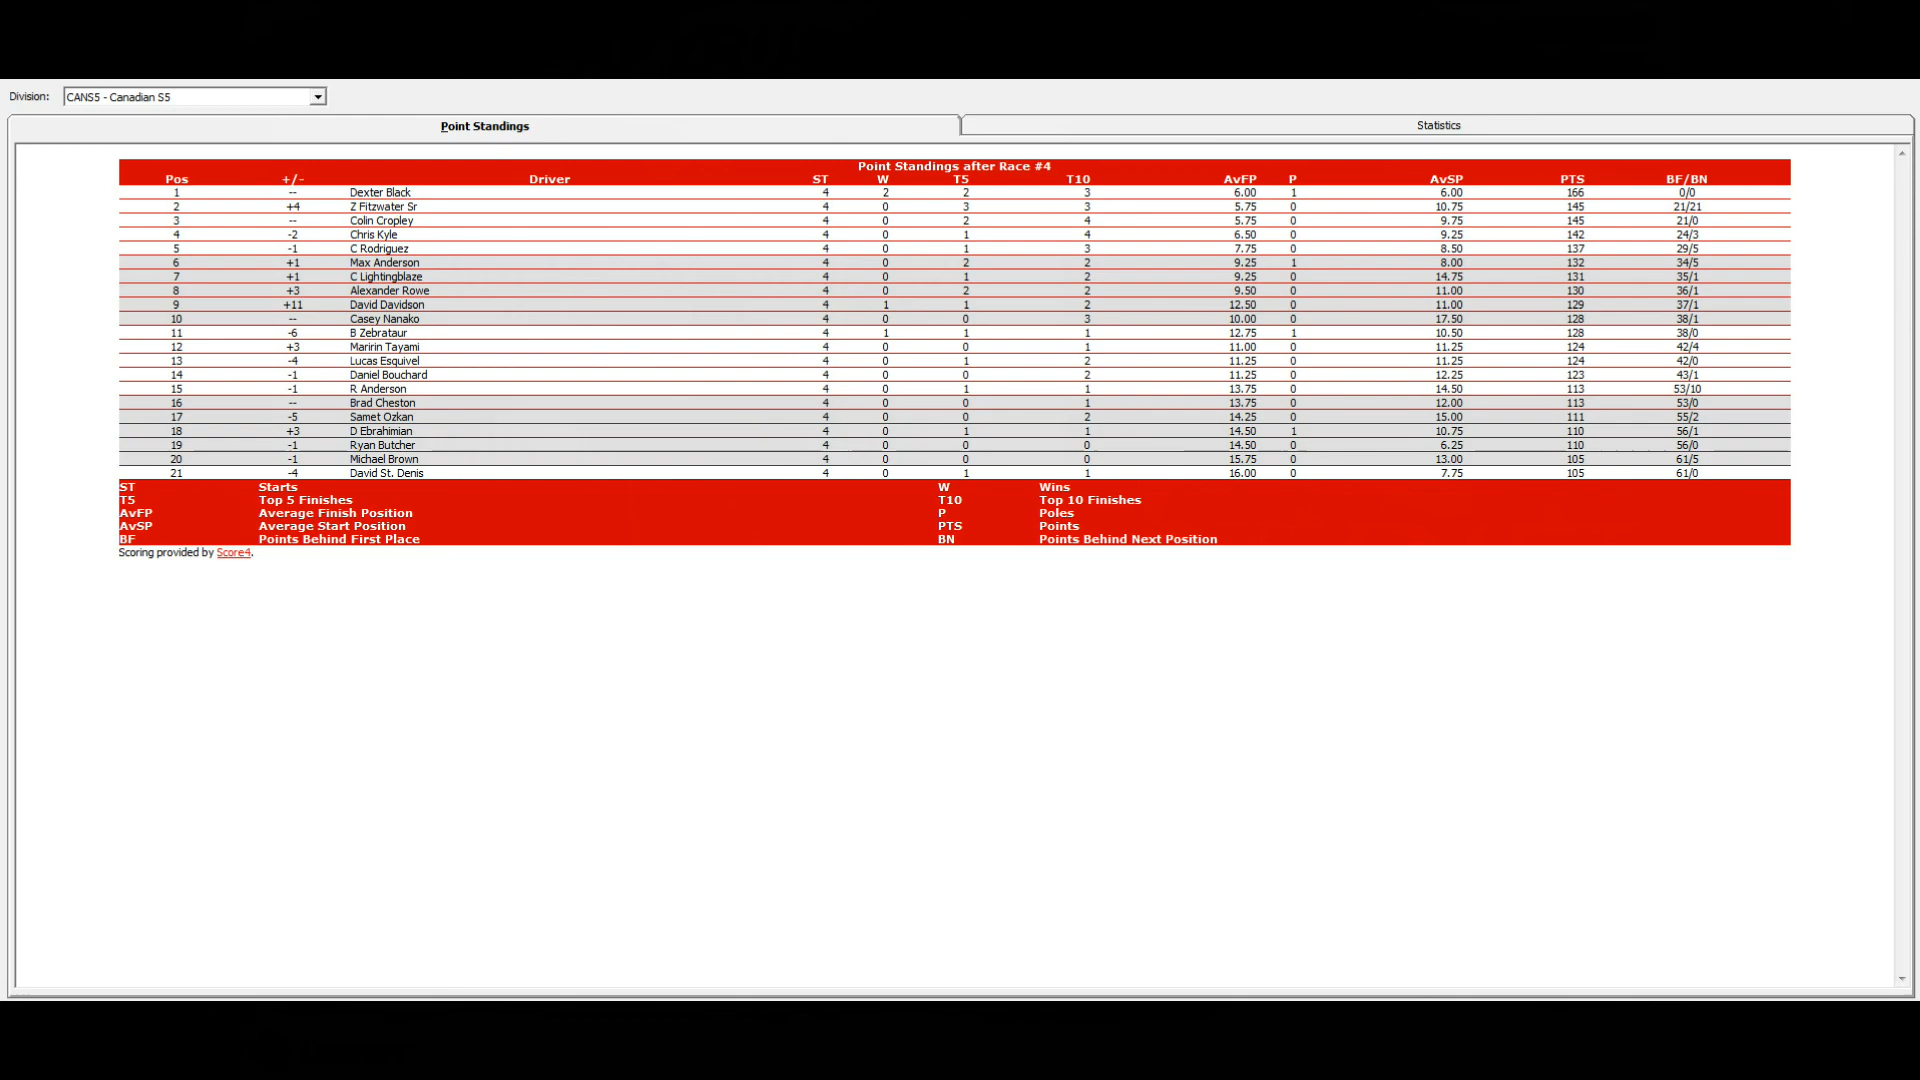 Division: CANS5 - Canadian S5
Point Standings Statistics
Point Standings after Race #4
Pos +/- Driver ST W T5 T10 AvFP P AvSP PTS BF/BN
1 -- Dexter Black 4 2 2 3 6.00 1 6.00 166 0/0
2 +4 Z Fitzwater Sr 4 0 3 3 5.75 0 10.75 145 21/21
3 -- Colin Cropley 4 0 2 4 5.75 0 9.75 145 21/0
4 -2 Chris Kyle 4 0 1 4 6.50 0 9.25 142 24/3
5 -1 C Rodriguez 4 0 1 3 7.75 0 8.50 137 29/5
6 +1 Max Anderson 4 0 2 2 9.25 1 8.00 132 34/5
7 +1 C Lightingblaze 4 0 1 2 9.25 0 14.75 131 35/1
8 +3 Alexander Rowe 4 0 2 2 9.50 0 11.00 130 36/1
9 +11 David Davidson 4 1 1 2 12.50 0 11.00 129 37/1
10 -- Casey Nanako 4 0 0 3 10.00 0 17.50 128 38/1
11 -6 B Zebrataur 4 1 1 1 12.75 1 10.50 128 38/0
12 +3 Maririn Tayami 4 0 0 1 11.00 0 11.25 124 42/4
13 -4 Lucas Esquivel 4 0 1 2 11.25 0 11.25 124 42/0
14 -1 Daniel Bouchard 4 0 0 2 11.25 0 12.25 123 43/1
15 -1 R Anderson 4 0 1 1 13.75 0 14.50 113 53/10
16 -- Brad Cheston 4 0 0 1 13.75 0 12.00 113 53/0
17 -5 Samet Ozkan 4 0 0 2 14.25 0 15.00 111 55/2
18 +3 D Ebrahimian 4 0 1 1 14.50 1 10.75 110 56/1
19 -1 Ryan Butcher 4 0 0 0 14.50 0 6.25 110 56/0
20 -1 Michael Brown 4 0 0 0 15.75 0 13.00 105 61/5
21 -4 David St. Denis 4 0 1 1 16.00 0 7.75 105 61/0
ST Starts W Wins
T5 Top 5 Finishes T10 Top 10 Finishes
AvFP Average Finish Position P Poles
AvSP Average Start Position PTS Points
BF Points Behind First Place BN Points Behind Next Position
Scoring provided by Score4.